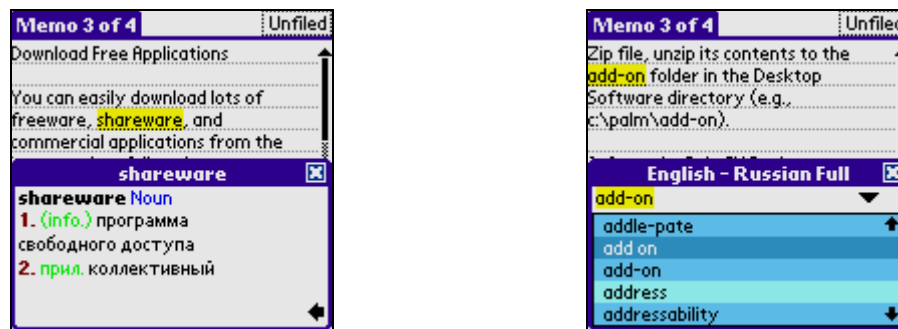 Memo 3 of 4
Unfiled
Download Free Applications
You can easily download lots of
freeware, shareware, and
commercial applications from the
shareware
shareware Noun
1. (info.) программа
свободного доступа
2. прил. коллективный
Memo 3 of 4
Unfiled
Zip file, unzip its contents to the
add-on folder in the Desktop
Software directory (e.g.,
c:\palm\add-on).
English - Russian Full
add-on
addle-pate
add on
add-on
address
addressability